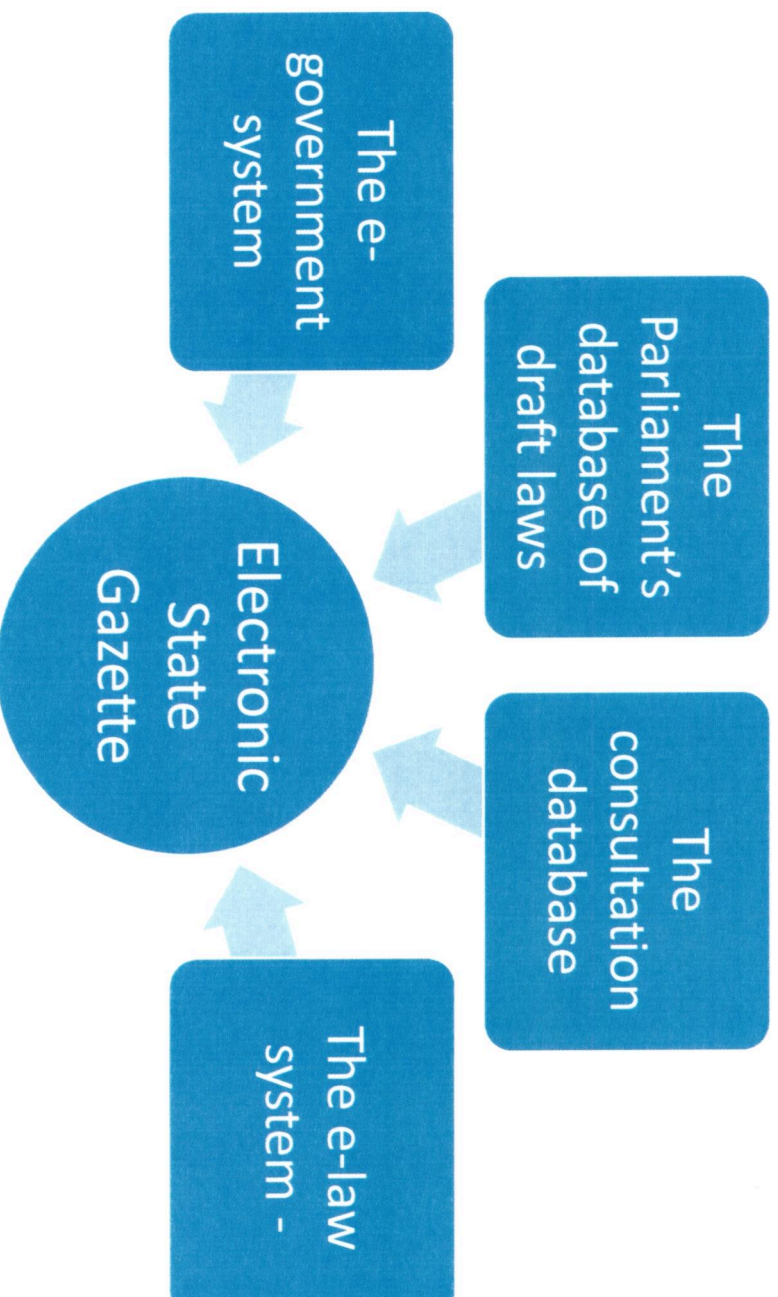 The e-
government
system
The
Parliament's
database of
draft laws
The
consultation
database
The e-law
system -
Electronic
State
Gazette